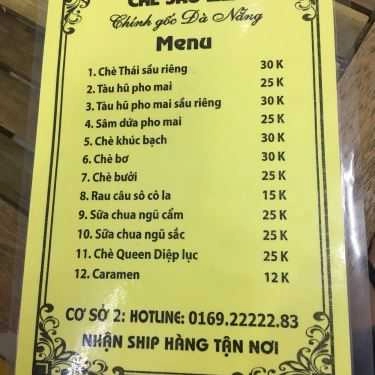 CHÈ
Chính gốc Đà Nẵng
Menu
1. Chè Thái sầu riêng 30 K
2. Tàu hũ pho mai 25 K
3. Tàu hũ pho mai sầu riêng 30 K
4. Sâm dứa pho mai 25 K
5. Chè khúc bạch 30 K
6. Chè bơ 30 K
7. Chè bưởi 25 K
8. Rau câu sô cô la 15 K
9. Sữa chua ngũ cẩm 25 K
10. Sữa chua ngũ sắc 25 K
11. Chè Queen Diệp lục 25 K
12. Caramen 12 K
CƠ SỞ 2: HOTLINE: 0169.22222.83
NHẬN SHIP HÀNG TẬN NƠI